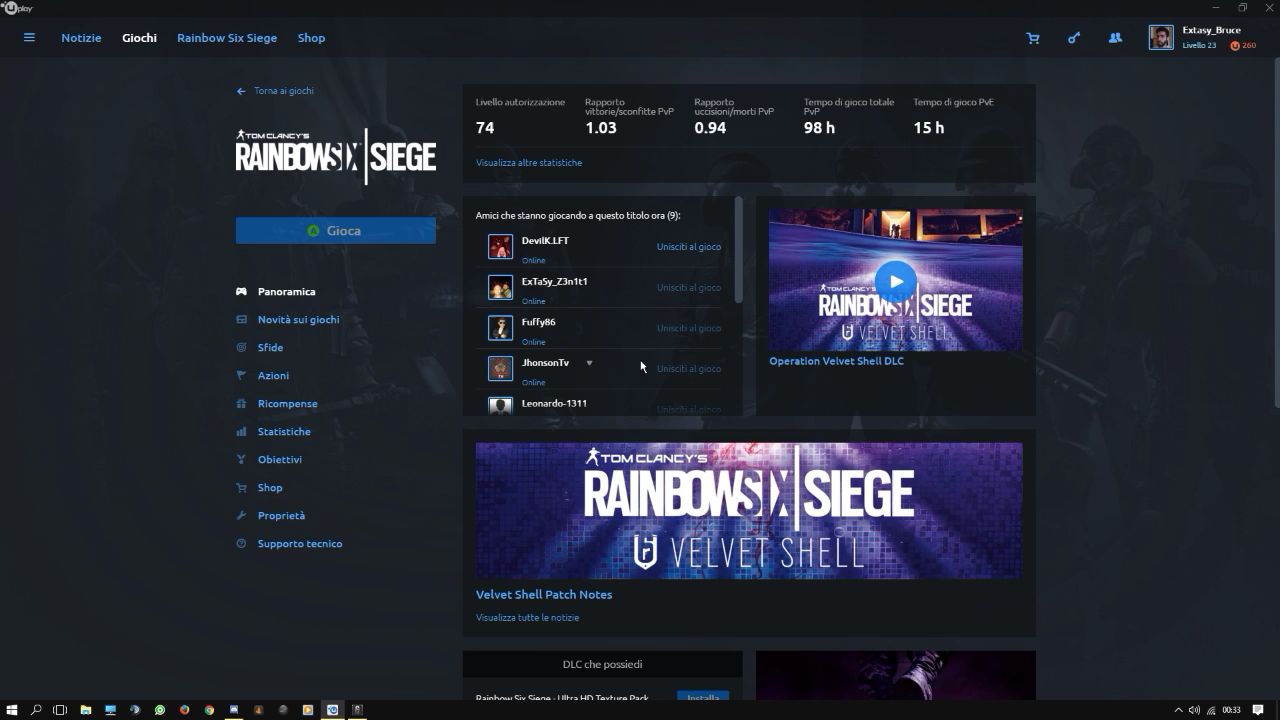 uplay
Notizie Giochi Rainbow Six Siege Shop
Extasy_Bruce
Livello 23 260
Torna ai giochi
TOM CLANCY'S
RAINBOWSIX|SIEGE
Gioca
Panoramica
Novità sui giochi
Sfide
Azioni
Ricompense
Statistiche
Obiettivi
Shop
Proprietà
Supporto tecnico
Livello autorizzazione
74
Rapporto
vittorie/sconfitte PvP
1.03
Rapporto
uccisioni/morti PvP
0.94
Tempo di gioco totale
PvP
98 h
Tempo di gioco PvE
15 h
Visualizza altre statistiche
Amici che stanno giocando a questo titolo ora (9):
DevilK.LFT
Online
Unisciti al gioco
ExTaSy_Z3n1t1
Online
Unisciti al gioco
Fuffy86
Online
Unisciti al gioco
JhonsonTv
Online
Unisciti al gioco
Leonardo-1311
Unisciti al gioco
TOM CLANCY'S
RAINBOWSIX|SIEGE
VELVET SHELL
Operation Velvet Shell DLC
TOM CLANCY'S
RAINBOWSIX|SIEGE
VELVET SHELL
Velvet Shell Patch Notes
Visualizza tutte le notizie
DLC che possiedi
Rainbow Six Siege - Ultra HD Texture Pack
Installa
00:33